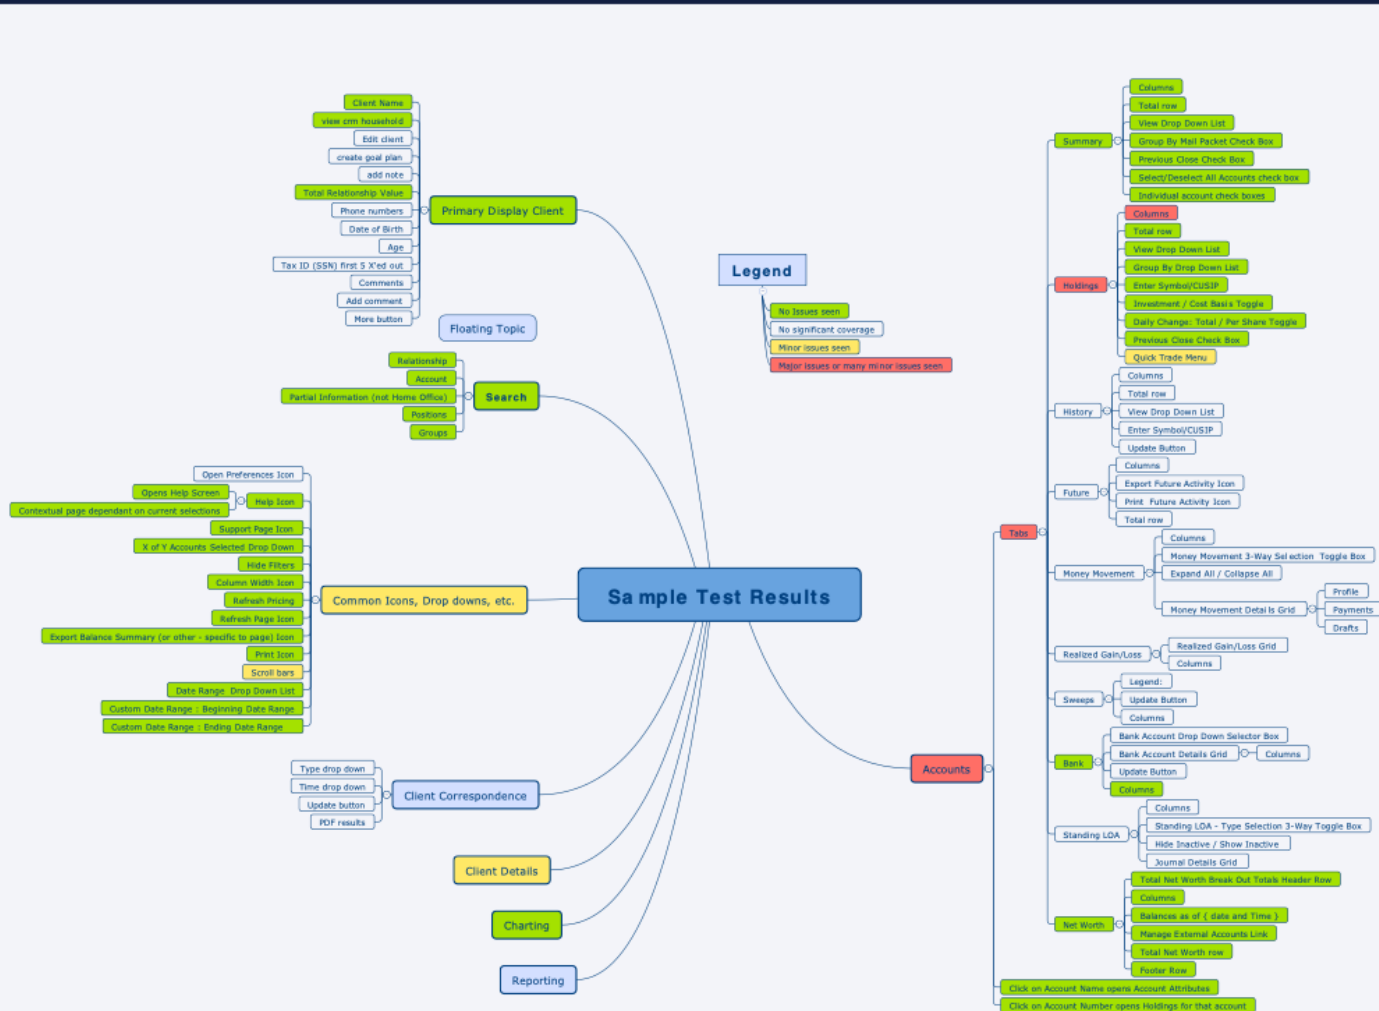 Sample Test Results
Primary Display Client
Client Name
view crm household
Edit client
create goal plan
add note
Total Relationship Value
Phone numbers
Date of Birth
Age
Tax ID (SSN) first 5 X'ed out
Comments
Add comment
More button
Floating Topic
Search
Relationship
Account
Partial Information (not Home Office)
Positions
Groups
Common Icons, Drop downs, etc.
Open Preferences Icon
Help Icon
Opens Help Screen
Contextual page dependant on current selections
Support Page Icon
X of Y Accounts Selected Drop Down
Hide Filters
Column Width Icon
Refresh Pricing
Refresh Page Icon
Export Balance Summary (or other - specific to page) Icon
Print Icon
Scroll bars
Date Range Drop Down List
Custom Date Range : Beginning Date Range
Custom Date Range : Ending Date Range
Client Correspondence
Type drop down
Time drop down
Update button
PDF results
Client Details
Charting
Reporting
Legend
No Issues seen
No significant coverage
Minor issues seen
Major issues or many minor issues seen
Accounts
Tabs
Summary
Columns
Total row
View Drop Down List
Group By Mail Packet Check Box
Previous Close Check Box
Select/Deselect All Accounts check box
Individual account check boxes
Holdings
Columns
Total row
View Drop Down List
Group By Drop Down List
Enter Symbol/CUSIP
Investment / Cost Basis Toggle
Daily Change: Total / Per Share Toggle
Previous Close Check Box
Quick Trade Menu
History
Columns
Total row
View Drop Down List
Enter Symbol/CUSIP
Update Button
Future
Columns
Export Future Activity Icon
Print Future Activity Icon
Total row
Money Movement
Columns
Money Movement 3-Way Selection Toggle Box
Expand All / Collapse All
Money Movement Details Grid
Profile
Payments
Drafts
Realized Gain/Loss
Realized Gain/Loss Grid
Columns
Sweeps
Legend:
Update Button
Columns
Bank
Bank Account Drop Down Selector Box
Bank Account Details Grid
Columns
Update Button
Columns
Standing LOA
Columns
Standing LOA - Type Selection 3-Way Toggle Box
Hide Inactive / Show Inactive
Journal Details Grid
Net Worth
Total Net Worth Break Out Totals Header Row
Columns
Balances as of { date and Time }
Manage External Accounts Link
Total Net Worth row
Footer Row
Click on Account Name opens Account Attributes
Click on Account Number opens Holdings for that account